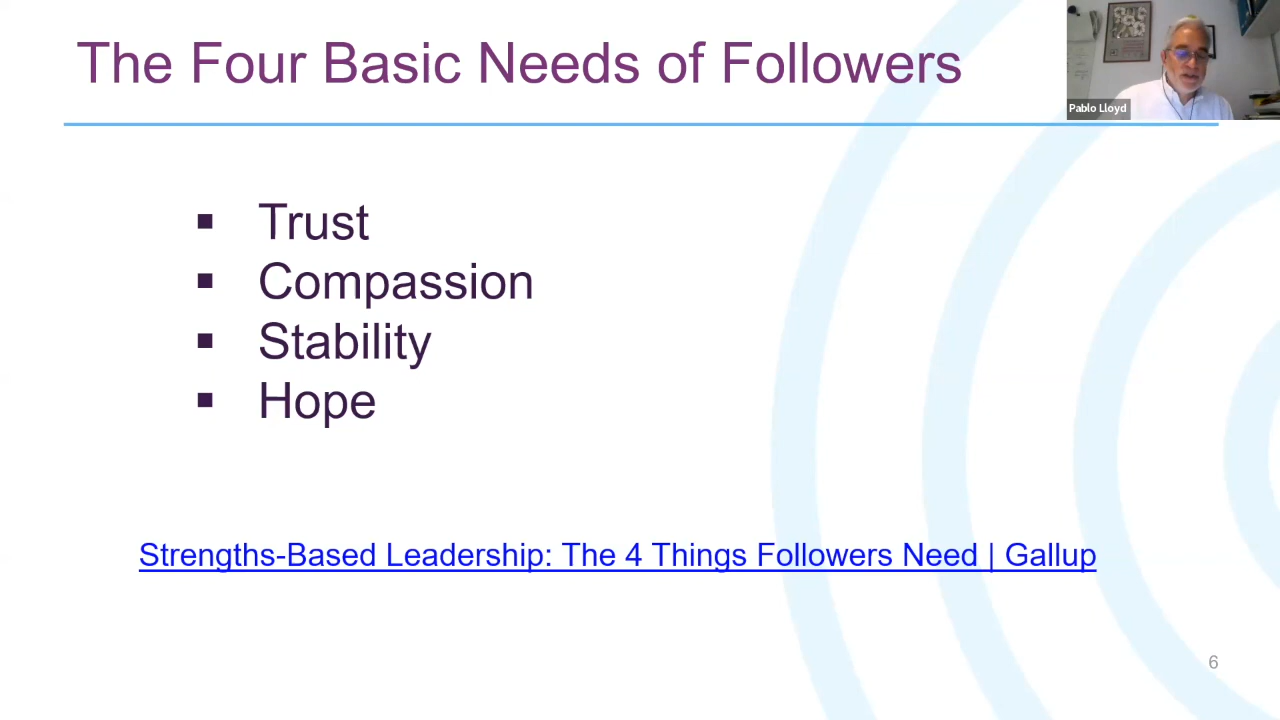 The Four Basic Needs of Followers
Pablo Lloyd
▪ Trust
▪ Compassion
▪ Stability
▪ Hope
Strengths-Based Leadership: The 4 Things Followers Need | Gallup
6